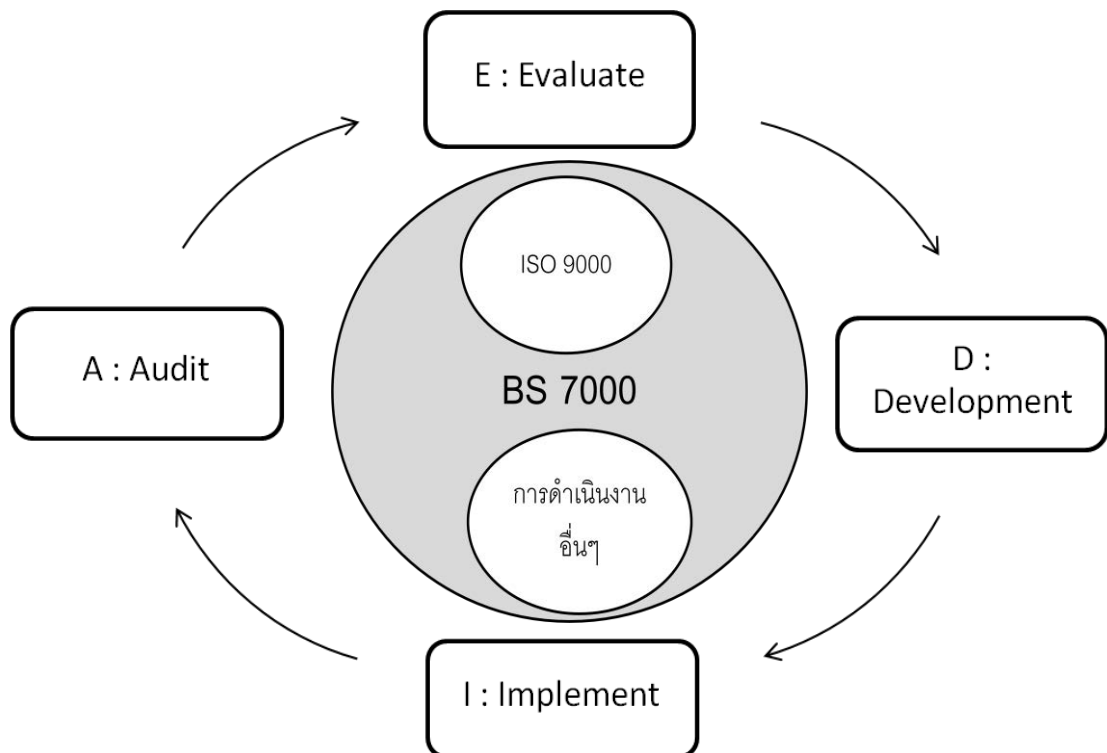 E : Evaluate
ISO 9000
A : Audit
BS 7000
D :
Development
การดำเนินงาน
อื่นๆ
I : Implement